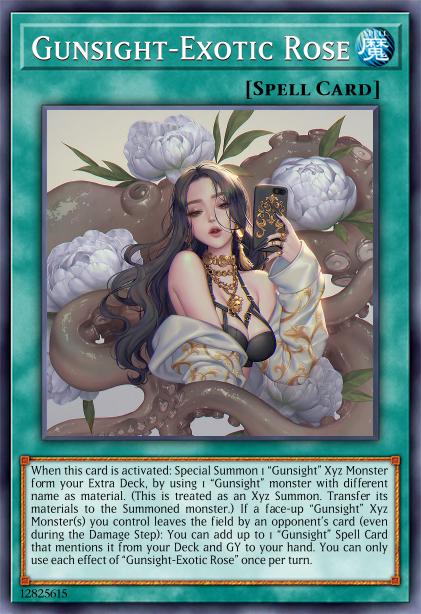 GUNSIGHT-EXOTIC ROSE
SPELL
魔
[SPELL CARD]
When this card is activated: Special Summon 1 “Gunsight” Xyz Monster
form your Extra Deck, by using 1 “Gunsight” monster with different
name as material. (This is treated as an Xyz Summon. Transfer its
materials to the Summoned monster.) If a face-up “Gunsight” Xyz
Monster(s) you control leaves the field by an opponent's card (even
during the Damage Step): You can add up to 1 “Gunsight” Spell Card
that mentions it from your Deck and GY to your hand. You can only
use each effect of “Gunsight-Exotic Rose” once per turn.
12825615